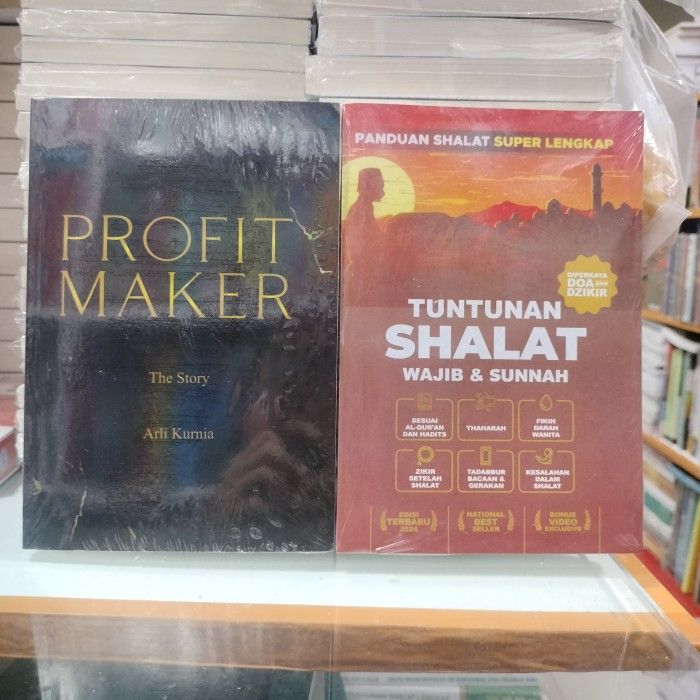 PROFIT
MAKER
The Story
Arli Kurnia
PANDUAN SHALAT SUPER LENGKAP
DIPERKAYA
DOA DAN
DZIKIR
TUNTUNAN
SHALAT
WAJIB & SUNNAH
SESUAI
AL-QUR'AN
DAN HADITS
THAHARAH
FIKIH
DARAH
WANITA
ZIKIR
SETELAH
SHALAT
TADABBUR
BACAAN &
GERAKAN
KESALAHAN
DALAM
SHALAT
EDISI
TERBARU
2024
NATIONAL
BEST
SELLER
BONUS
VIDEO
EXCLUSIVE